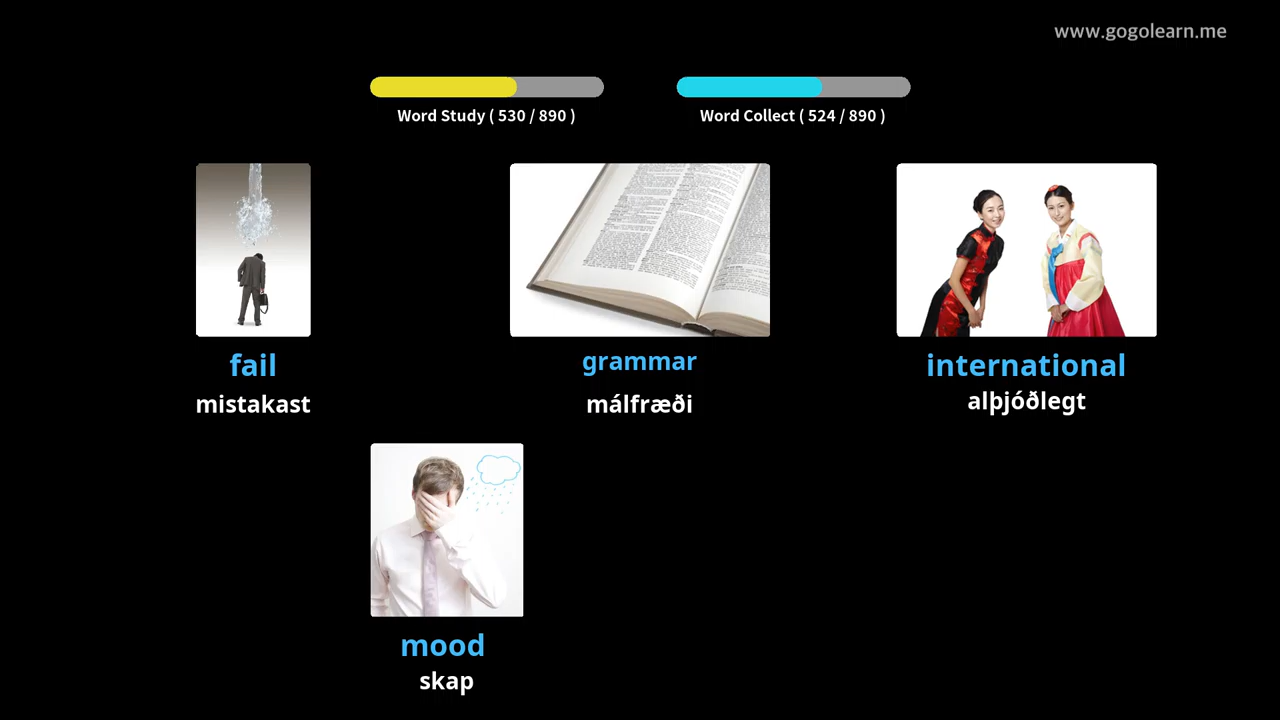 www.gogolearn.me
Word Study ( 530 / 890 )
Word Collect ( 524 / 890 )
fail
mistakast
grammar
málfræði
international
alþjóðlegt
mood
skap